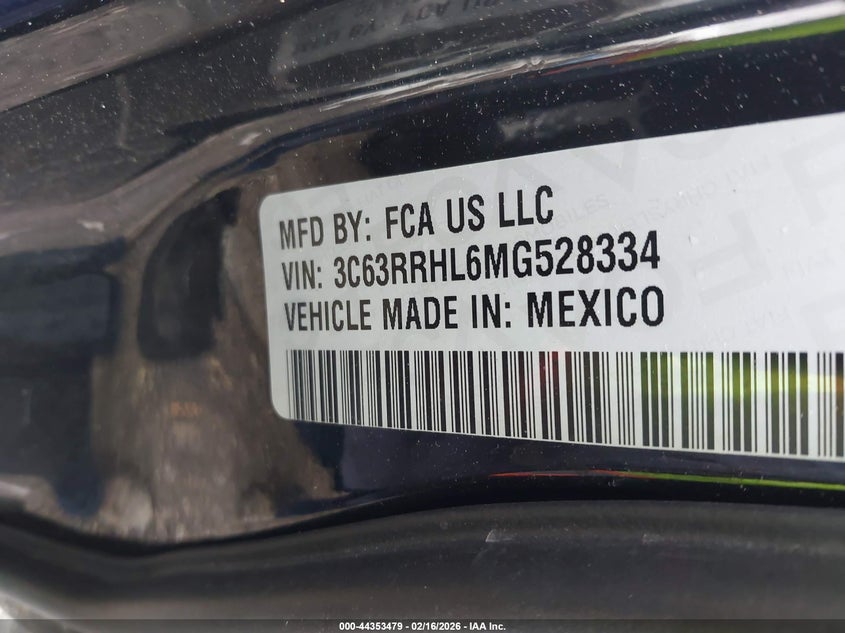 MFD BY: FCA US LLC
VIN: 3C63RRHL6MG528334
VEHICLE MADE IN: MEXICO
000-44353479 - 02/16/2026 - IAA Inc.